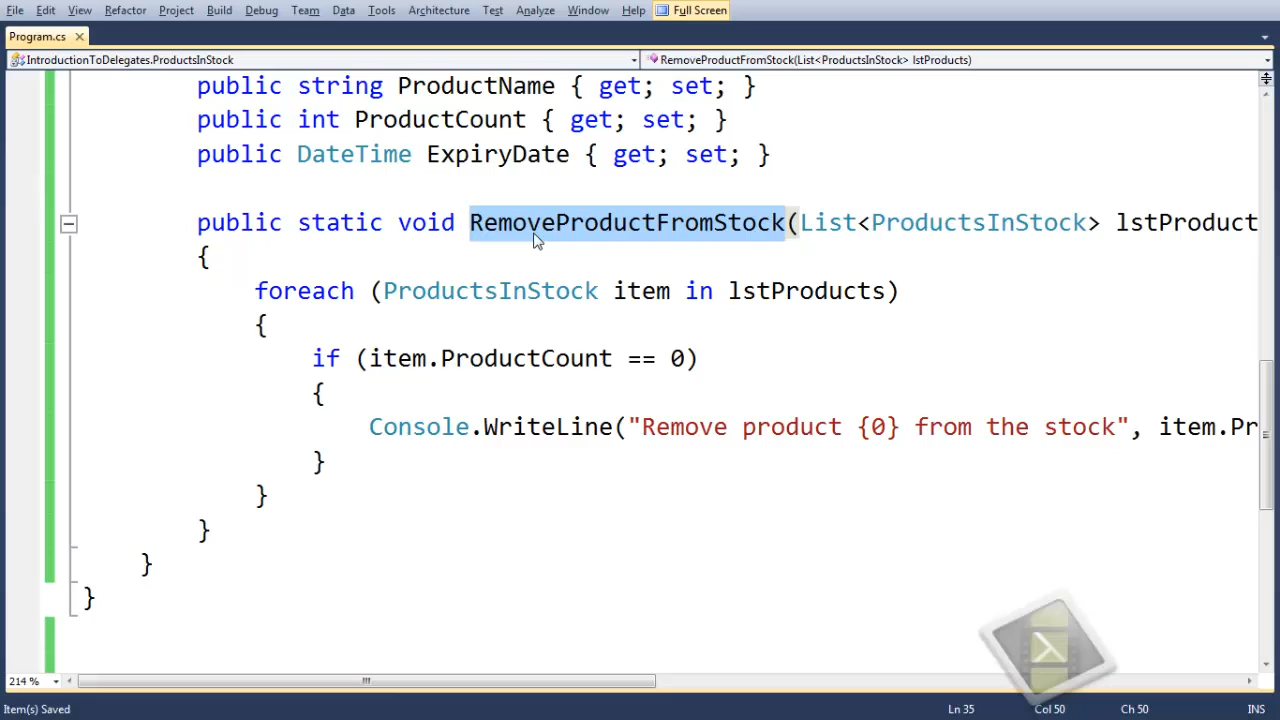 File Edit View Refactor Project Build Debug Team Data Tools Architecture Test Analyze Window Help Full Screen
Program.cs
IntroductionToDelegates.ProductsInStock RemoveProductFromStock(List<ProductsInStock> lstProducts)
public string ProductName { get; set; }
public int ProductCount { get; set; }
public DateTime ExpiryDate { get; set; }
public static void RemoveProductFromStock(List<ProductsInStock> lstProduct
{
foreach (ProductsInStock item in lstProducts)
{
if (item.ProductCount == 0)
{
Console.WriteLine("Remove product {0} from the stock", item.Pr
}
}
}
}
}
214 %
Item(s) Saved Ln 35 Col 50 Ch 50 INS